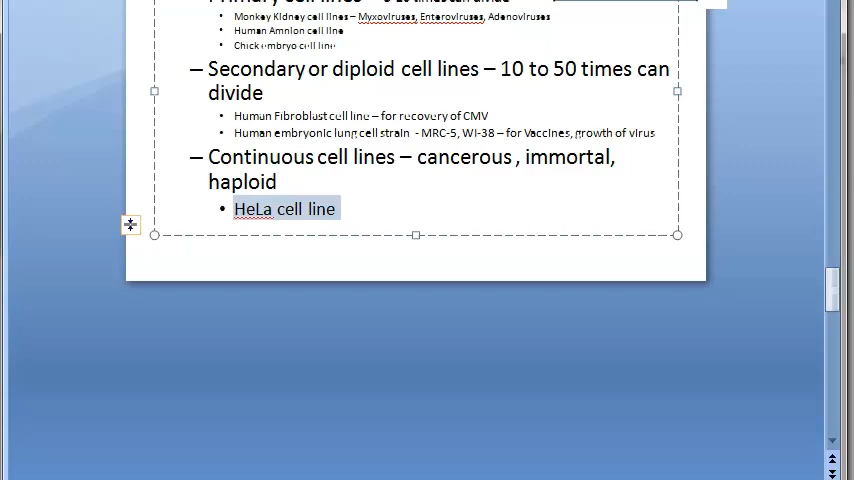 Monkey Kidney cell lines – Myxoviruses, Enteroviruses, Adenoviruses
Human Amnion cell line
Chick embryo cell line
– Secondary or diploid cell lines – 10 to 50 times can
divide
• Human Fibroblast cell line – for recovery of CMV
• Human embryonic lung cell strain - MRC-5, WI-38 – for Vaccines, growth of virus
– Continuous cell lines – cancerous , immortal,
haploid
• HeLa cell line